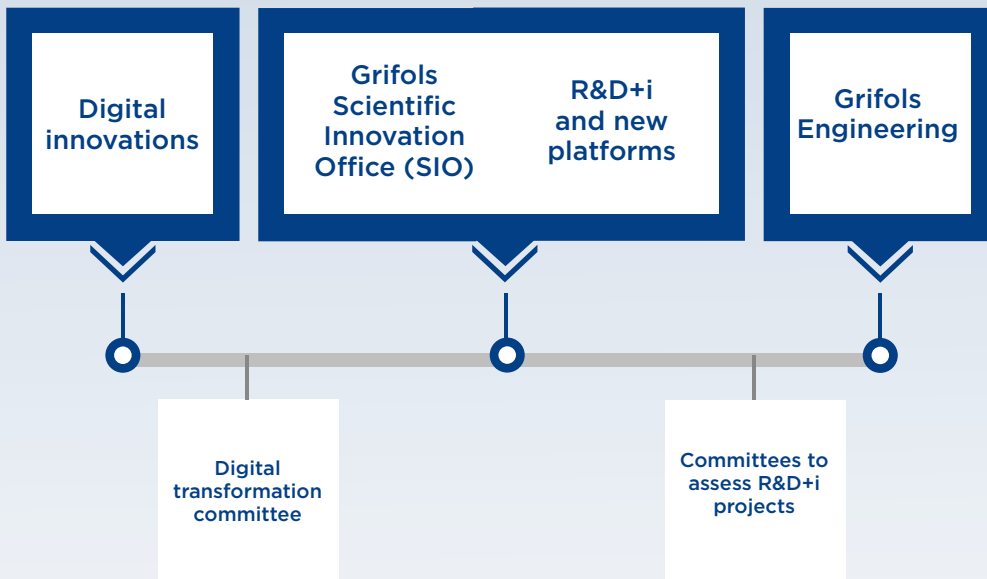 Digital
innovations
Grifols
Scientific
Innovation
Office (SIO)
R&D+i
and new
platforms
Grifols
Engineering
Digital
transformation
committee
Committees to
assess R&D+i
projects